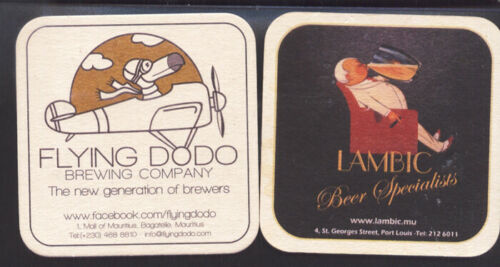 FLYING DODO
BREWING COMPANY
The new generation of brewers
www.facebook.com/flyingdodo
1, Mall of Mauritius, Bagatelle, Mauritius
Tel:(+230) 468 8810 · info@flyingdodo.com
LAMBIC
Beer Specialists
www.lambic.mu
4, St. Georges Street, Port Louis -Tel: 212 6011